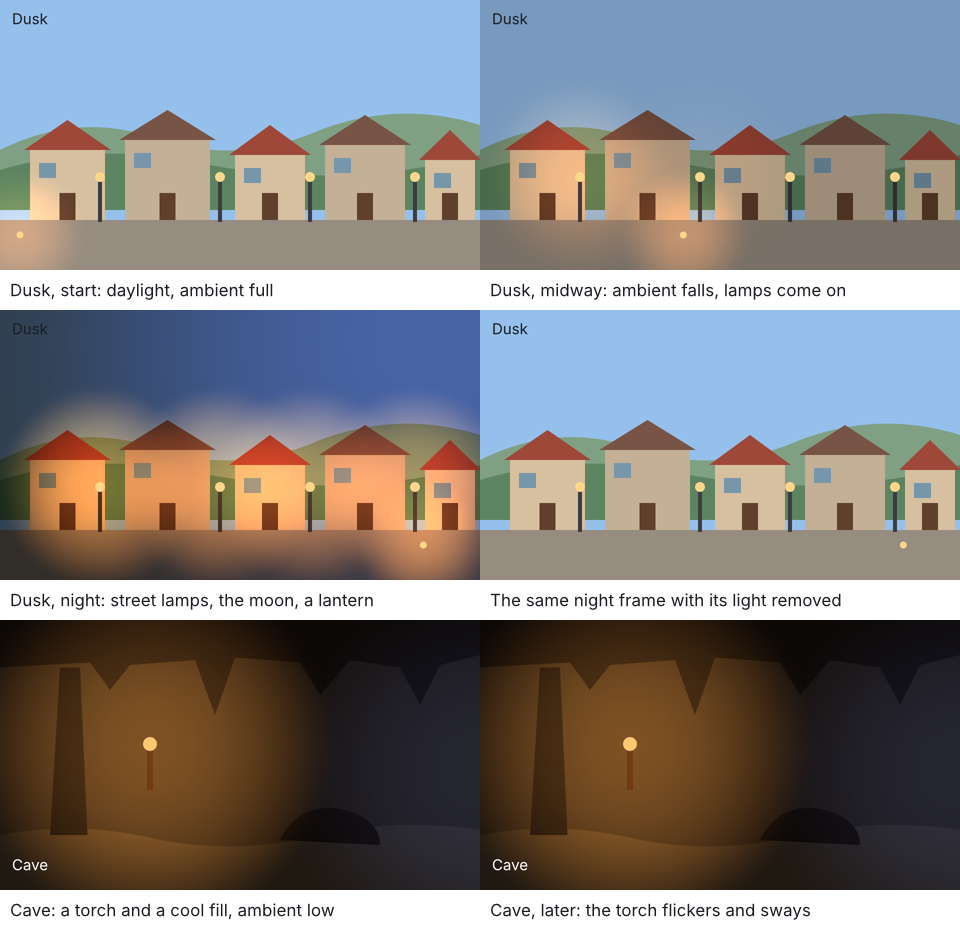 Dusk
Dusk
Dusk, start: daylight, ambient full
Dusk, midway: ambient falls, lamps come on
Dusk
Dusk
Dusk, night: street lamps, the moon, a lantern
The same night frame with its light removed
Cave
Cave
Cave: a torch and a cool fill, ambient low
Cave, later: the torch flickers and sways